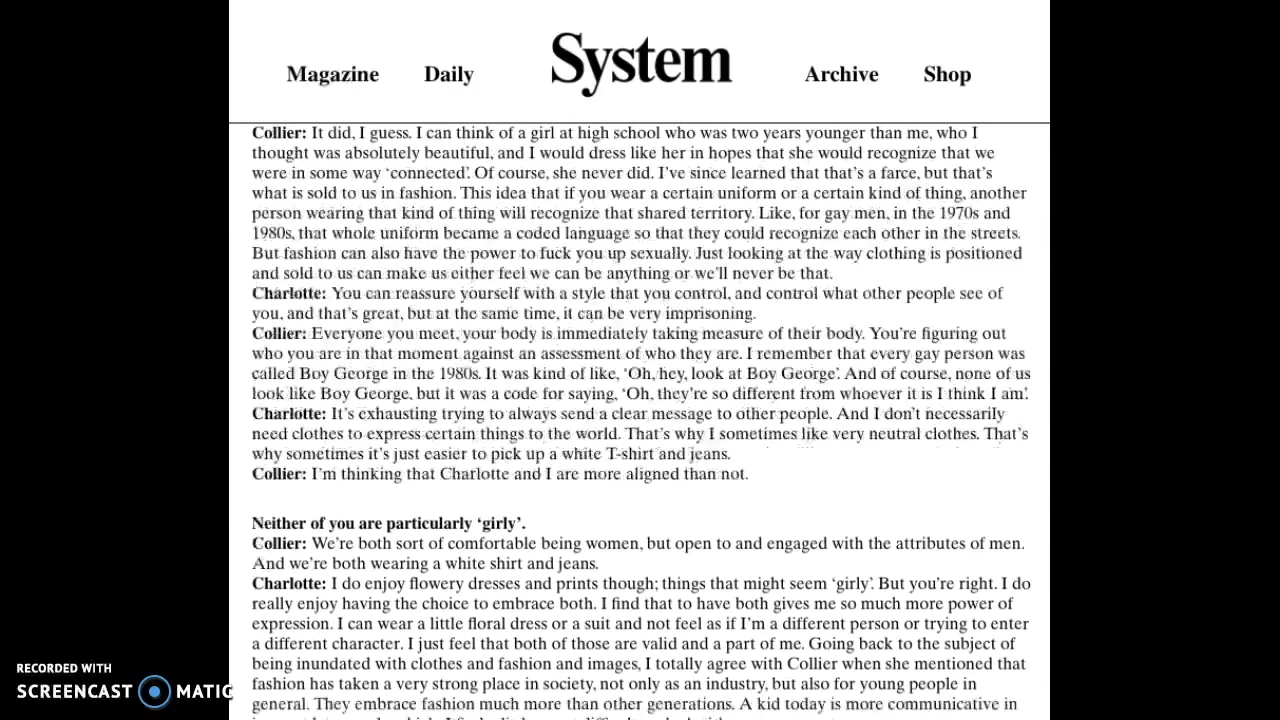 Magazine Daily System Archive Shop
Collier: It did, I guess. I can think of a girl at high school who was two years younger than me, who I
thought was absolutely beautiful, and I would dress like her in hopes that she would recognize that we
were in some way ‘connected’. Of course, she never did. I’ve since learned that that’s a farce, but that’s
what is sold to us in fashion. This idea that if you wear a certain uniform or a certain kind of thing, another
person wearing that kind of thing will recognize that shared territory. Like, for gay men, in the 1970s and
1980s, that whole uniform became a coded language so that they could recognize each other in the streets.
But fashion can also have the power to fuck you up sexually. Just looking at the way clothing is positioned
and sold to us can make us either feel we can be anything or we’ll never be that.
Charlotte: You can reassure yourself with a style that you control, and control what other people see of
you, and that’s great, but at the same time, it can be very imprisoning.
Collier: Everyone you meet, your body is immediately taking measure of their body. You’re figuring out
who you are in that moment against an assessment of who they are. I remember that every gay person was
called Boy George in the 1980s. It was kind of like, ‘Oh, hey, look at Boy George’. And of course, none of us
look like Boy George, but it was a code for saying, ‘Oh, they’re so different from whoever it is I think I am’.
Charlotte: It’s exhausting trying to always send a clear message to other people. And I don’t necessarily
need clothes to express certain things to the world. That’s why I sometimes like very neutral clothes. That’s
why sometimes it’s just easier to pick up a white T-shirt and jeans.
Collier: I’m thinking that Charlotte and I are more aligned than not.
Neither of you are particularly ‘girly’.
Collier: We’re both sort of comfortable being women, but open to and engaged with the attributes of men.
And we’re both wearing a white shirt and jeans.
Charlotte: I do enjoy flowery dresses and prints though; things that might seem ‘girly’. But you’re right. I do
really enjoy having the choice to embrace both. I find that to have both gives me so much more power of
expression. I can wear a little floral dress or a suit and not feel as if I’m a different person or trying to enter
a different character. I just feel that both of those are valid and a part of me. Going back to the subject of
being inundated with clothes and fashion and images, I totally agree with Collier when she mentioned that
fashion has taken a very strong place in society, not only as an industry, but also for young people in
general. They embrace fashion much more than other generations. A kid today is more communicative in
RECORDED WITH
SCREENCAST MATIC